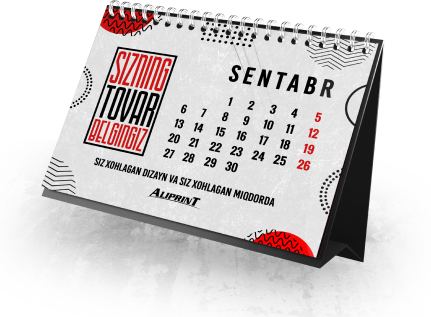 SIZNING
TOVAR
BELGINGIZ
SENTABR
1 2 3 4 5
6 7 8 9 10 11 12
13 14 15 16 17 18 19
20 21 22 23 24 25 26
27 28 29 30
SIZ XOHLAGAN DIZAYN VA SIZ XOHLAGAN MIQDORDA
ALIPRINT